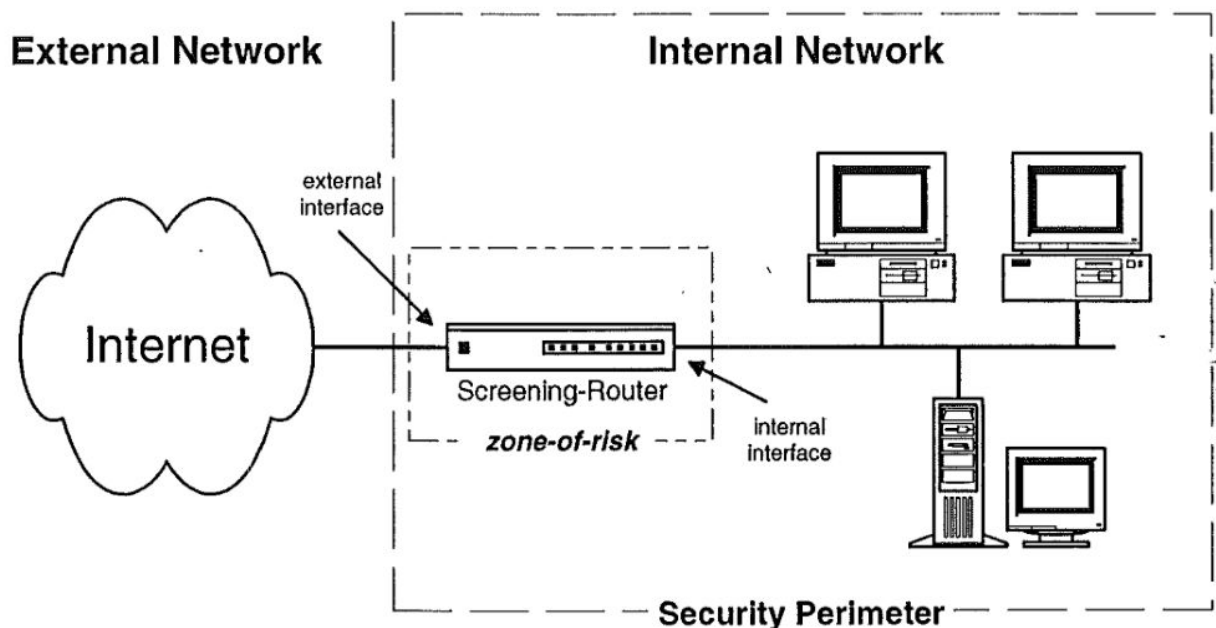 External Network
Internal Network
external
interface
Internet
Screening-Router
zone-of-risk
internal
interface
Security Perimeter